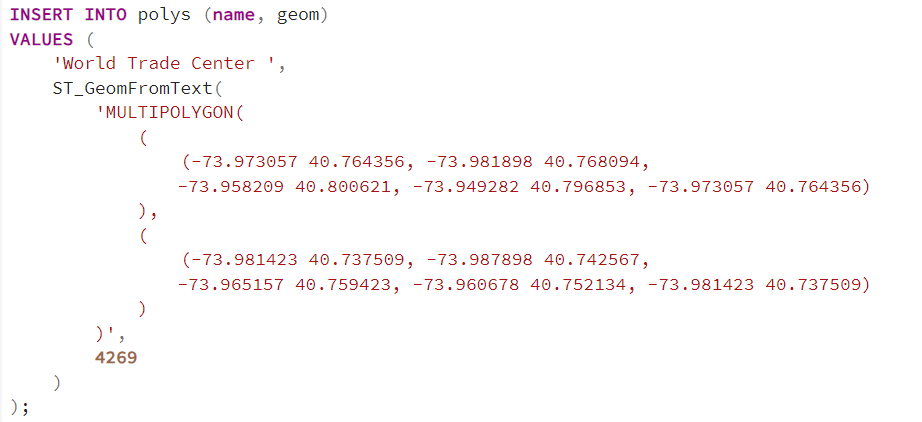 INSERT INTO polys (name, geom)
VALUES (
    'World Trade Center ',
    ST_GeomFromText(
        'MULTIPOLYGON(
            (
                (-73.973057 40.764356, -73.981898 40.768094,
                -73.958209 40.800621, -73.949282 40.796853, -73.973057 40.764356)
            ),
            (
                (-73.981423 40.737509, -73.987898 40.742567,
                -73.965157 40.759423, -73.960678 40.752134, -73.981423 40.737509)
            )
        )',
        4269
    )
);